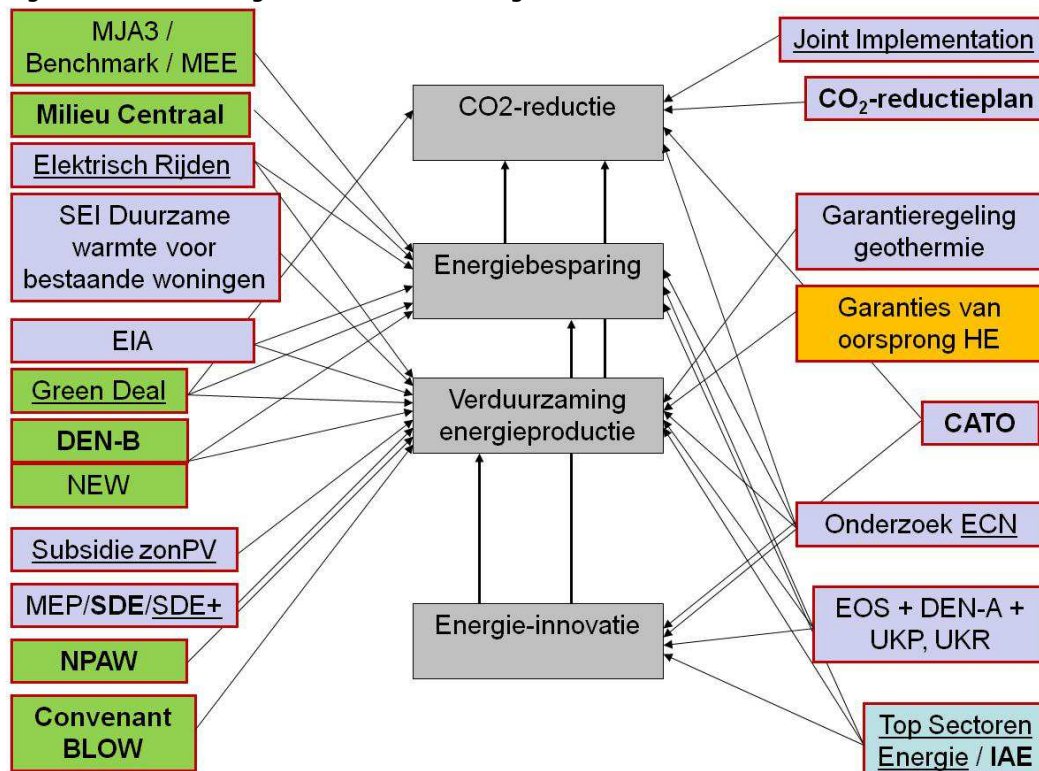 MJA3 /
Benchmark / MEE
Milieu Centraal
Elektrisch Rijden
SEI Duurzame
warmte voor
bestaande woningen
EIA
Green Deal
DEN-B
NEW
Subsidie zonPV
MEP/SDE/SDE+
NPAW
Convenant
BLOW
CO2-reductie
Energiebesparing
Verduurzaming
energieproductie
Energie-innovatie
Joint Implementation
CO₂-reductieplan
Garantieregeling
geothermie
Garanties van
oorsprong HE
CATO
Onderzoek ECN
EOS + DEN-A +
UKP, UKR
Top Sectoren
Energie / IAE